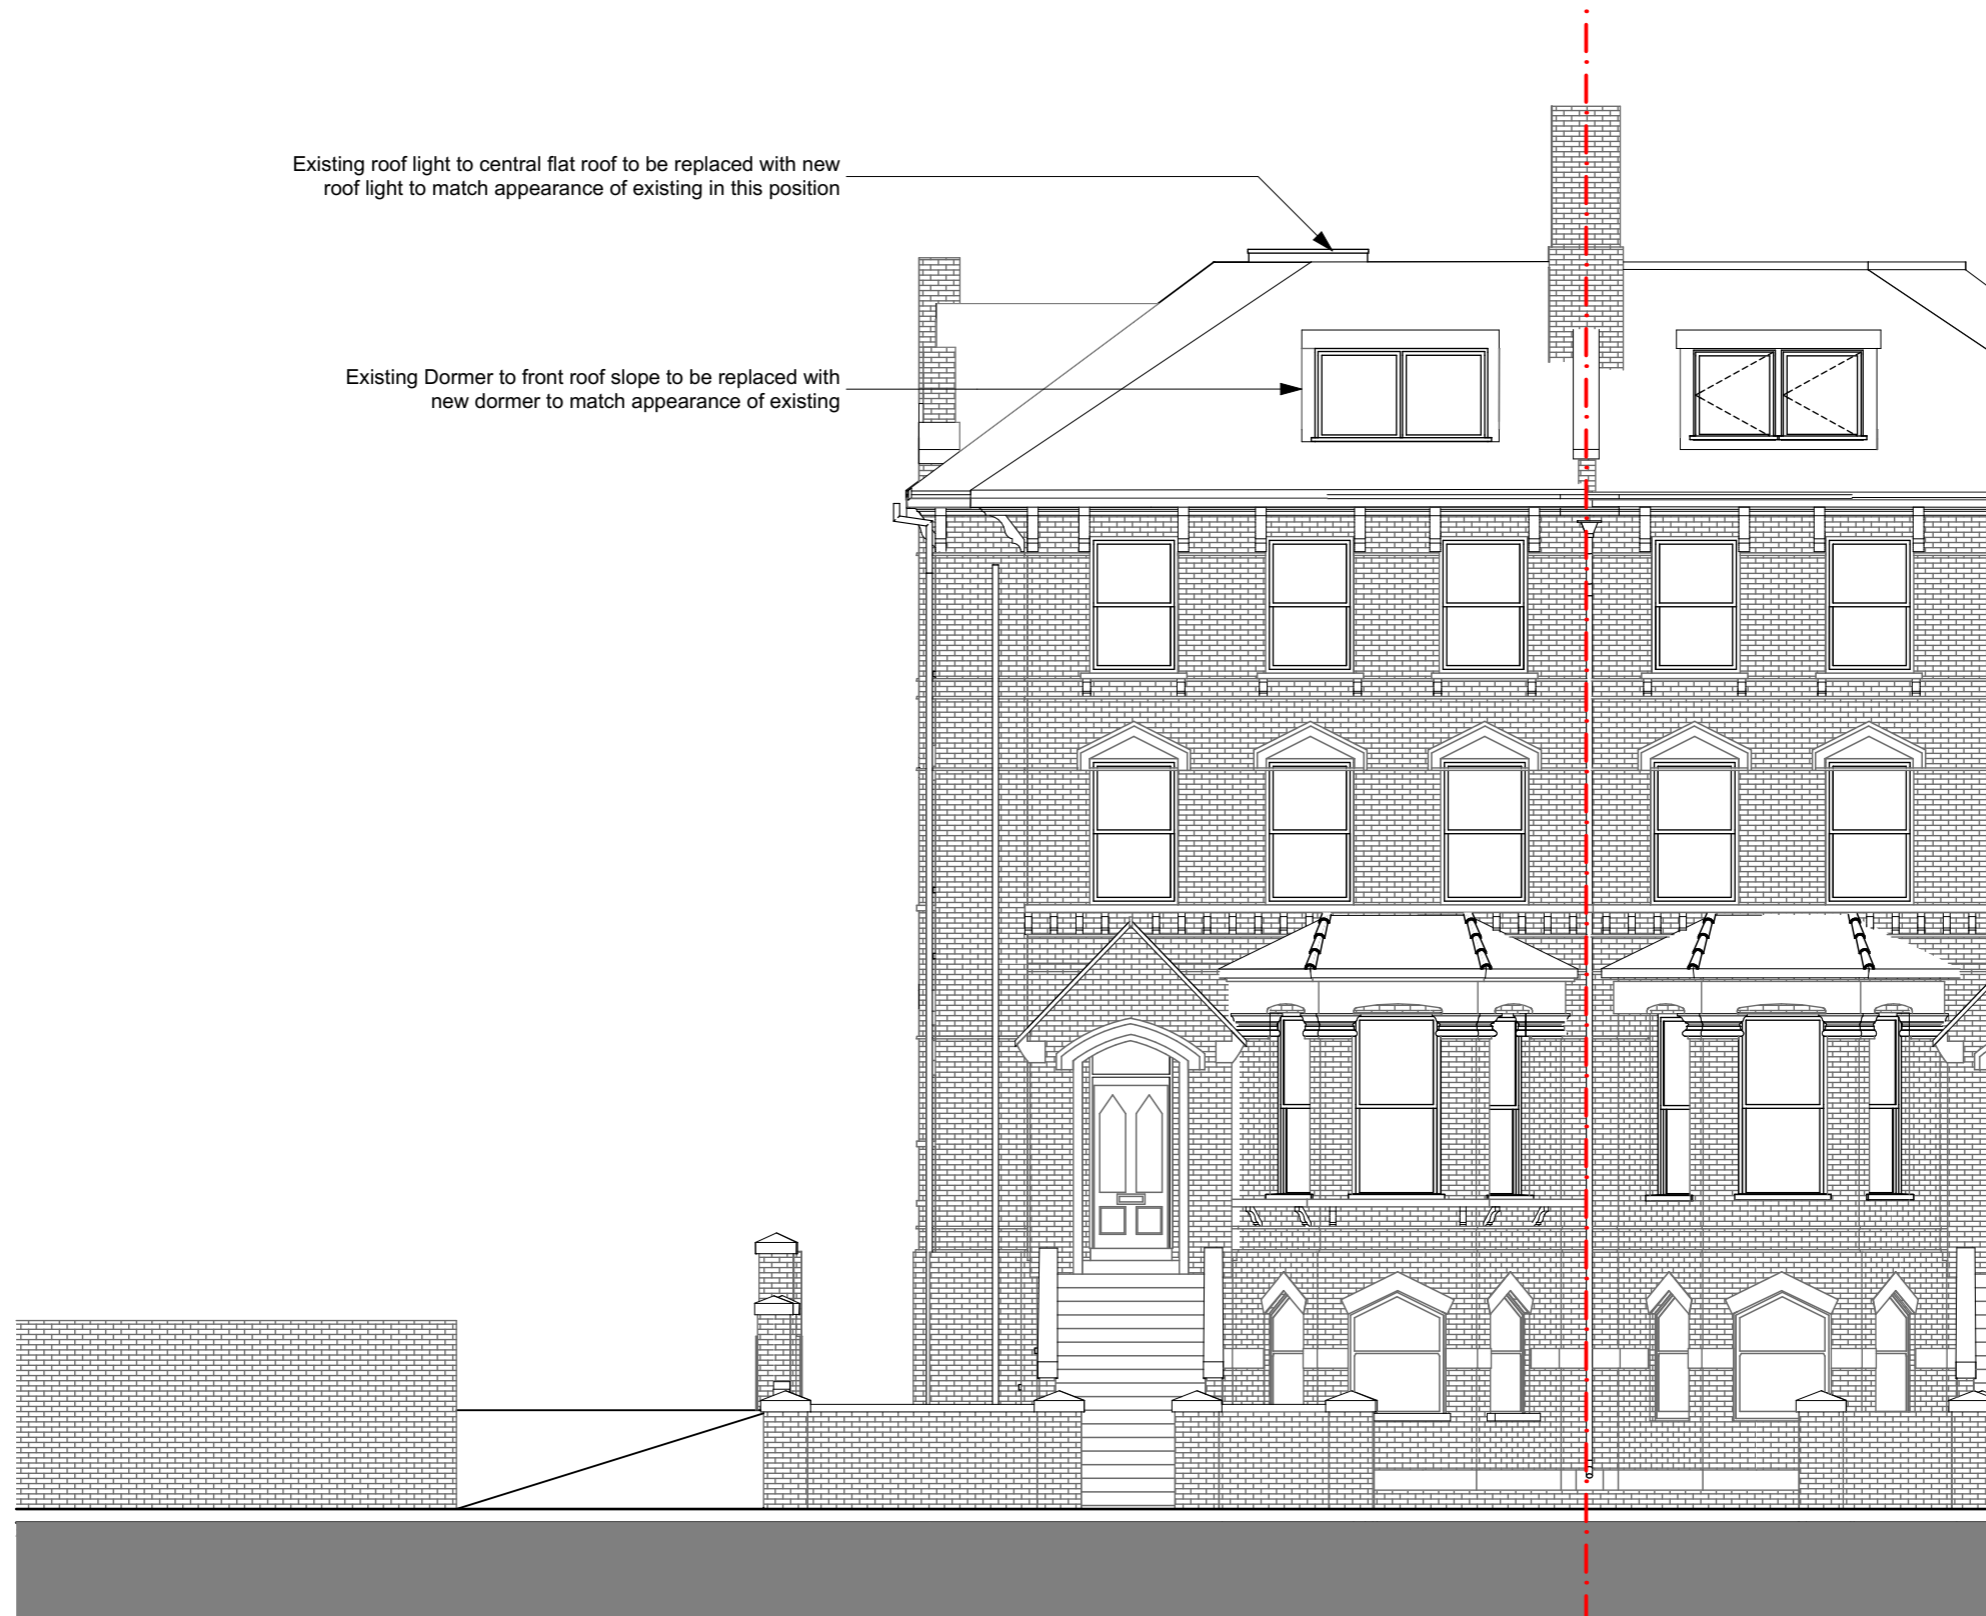 Existing roof light to central flat roof to be replaced with new
roof light to match appearance of existing in this position
Existing Dormer to front roof slope to be replaced with
new dormer to match appearance of existing